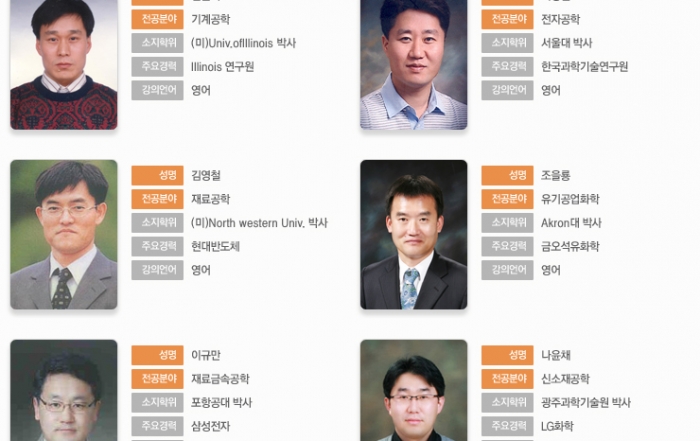 전공분야 기계공학
소지학위 (미)Univ.ofIllinois 박사
주요경력 Illinois 연구원
강의언어 영어
전공분야 전자공학
소지학위 서울대 박사
주요경력 한국과학기술연구원
강의언어 영어
성명 김영철
전공분야 재료공학
소지학위 (미)North western Univ. 박사
주요경력 현대반도체
강의언어 영어
성명 조을룡
전공분야 유기공업화학
소지학위 Akron대 박사
주요경력 금오석유화학
강의언어 영어
성명 이규만
전공분야 재료금속공학
소지학위 포항공대 박사
주요경력 삼성전자
성명 나윤채
전공분야 신소재공학
소지학위 광주과학기술원 박사
주요경력 LG화학